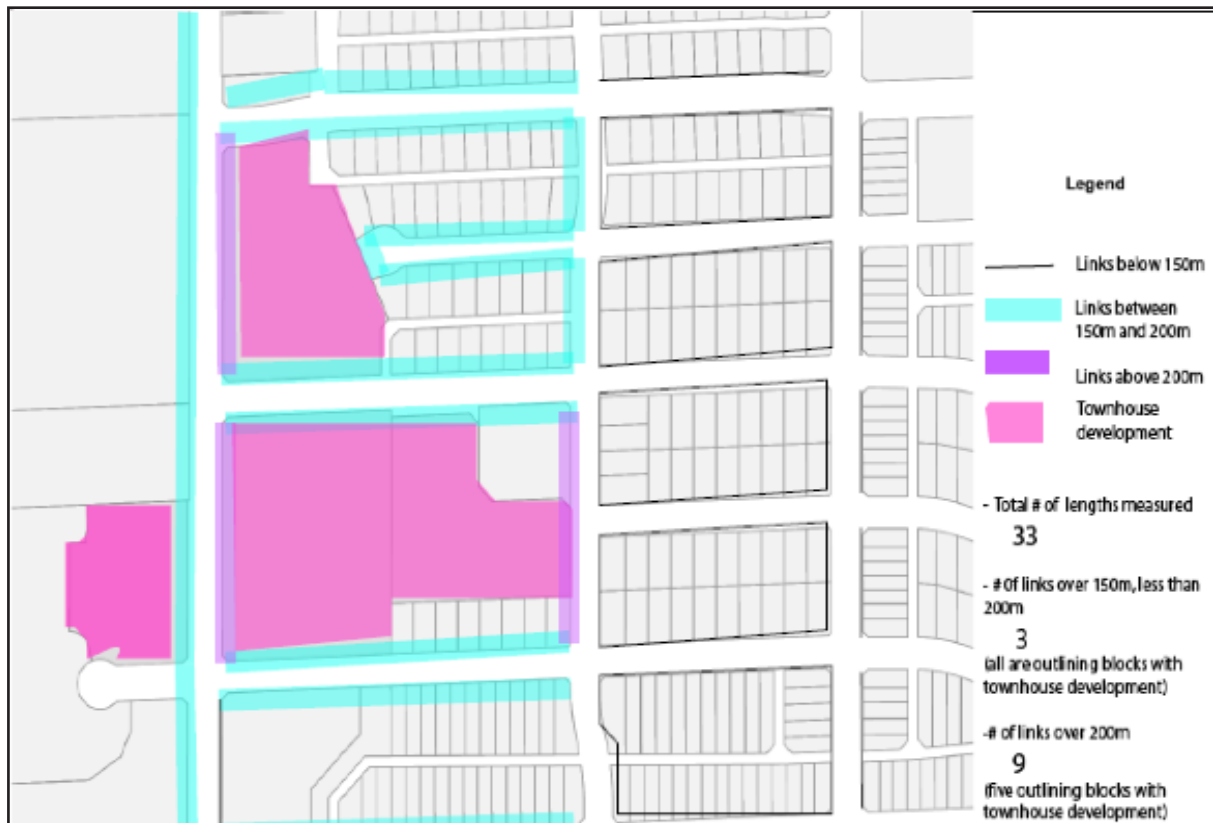 Legend
Links below 150m
Links between
150m and 200m
Links above 200m
Townhouse
development
- Total # of lengths measured
33
- # Of links over 150m, less than
200m
3
(all are outlining blocks with
townhouse development)
-# of links over 200m
9
(five outlining blocks with
townhouse development)